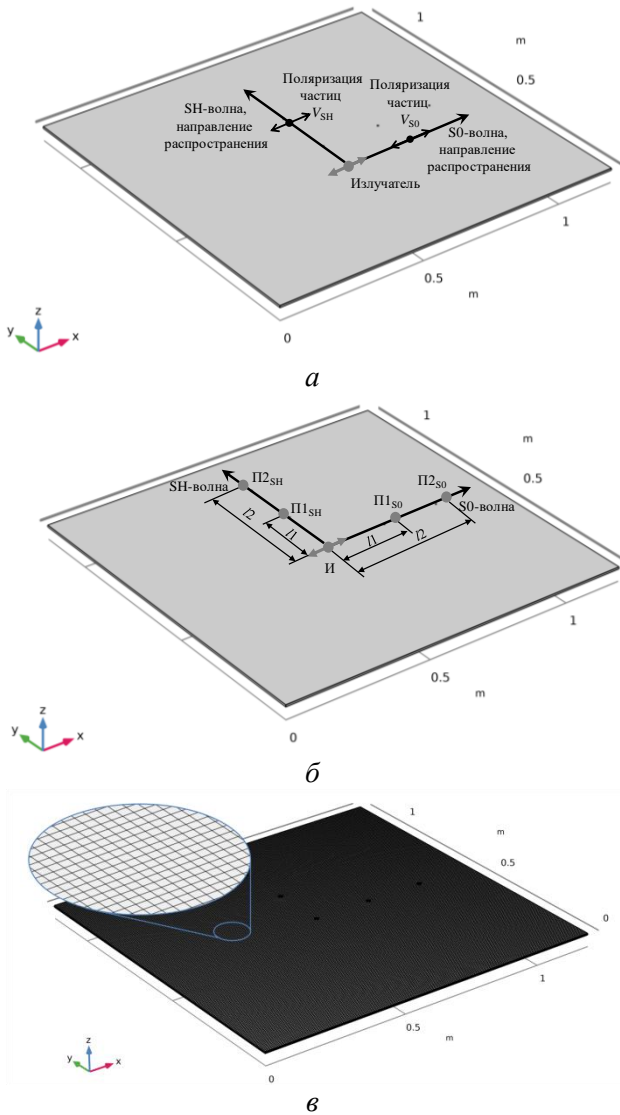 1
m
0.5
Поляризация
частиц
V_SH
Поляризация
частиц.
V_S0
SH-волна,
направление
распространения
S0-волна,
направление
распространения
Излучатель
1
0.5
m
0
z
y
x
а
1
m
0.5
SH-волна
П2_SH
П1_SH
П2_S0
П1_S0
S0-волна
l2
l1
l1
l2
И
1
0.5
m
0
z
y
x
б
1
m
0.5
0
1
0.5
m
0
z
y
x
в